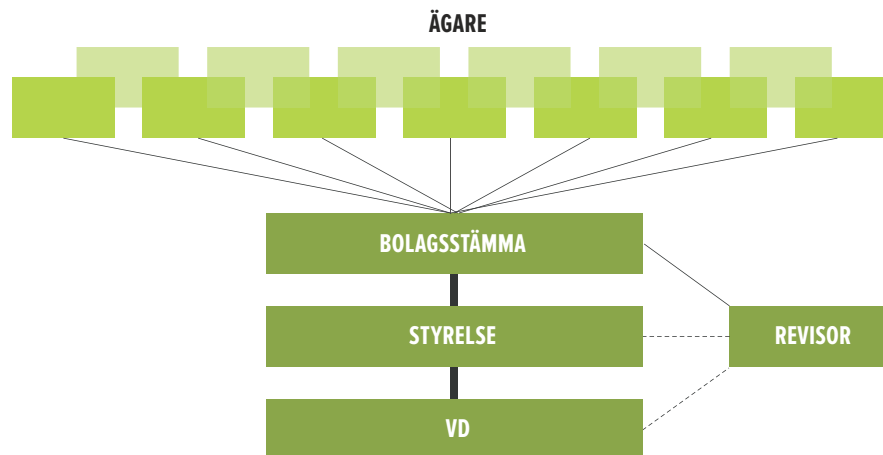 ÄGARE
BOLAGSSTÄMMA
STYRELSE
REVISOR
VD